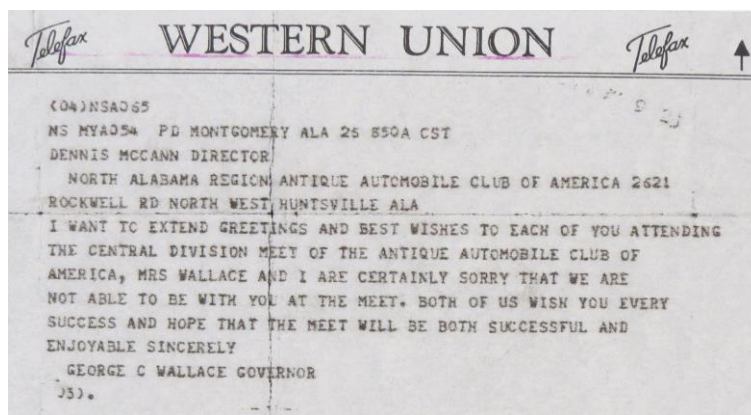 Telefax WESTERN UNION Telefax
(04)NSA065
NS MYA054 PD MONTGOMERY ALA 26 850A CST
DENNIS MCCANN DIRECTOR
NORTH ALABAMA REGION ANTIQUE AUTOMOBILE CLUB OF AMERICA 2621
ROCKWELL RD NORTH WEST HUNTSVILLE ALA
I WANT TO EXTEND GREETINGS AND BEST WISHES TO EACH OF YOU ATTENDING
THE CENTRAL DIVISION MEET OF THE ANTIQUE AUTOMOBILE CLUB OF
AMERICA, MRS WALLACE AND I ARE CERTAINLY SORRY THAT WE ARE
NOT ABLE TO BE WITH YOU AT THE MEET. BOTH OF US WISH YOU EVERY
SUCCESS AND HOPE THAT THE MEET WILL BE BOTH SUCCESSFUL AND
ENJOYABLE SINCERELY
GEORGE C WALLACE GOVERNOR